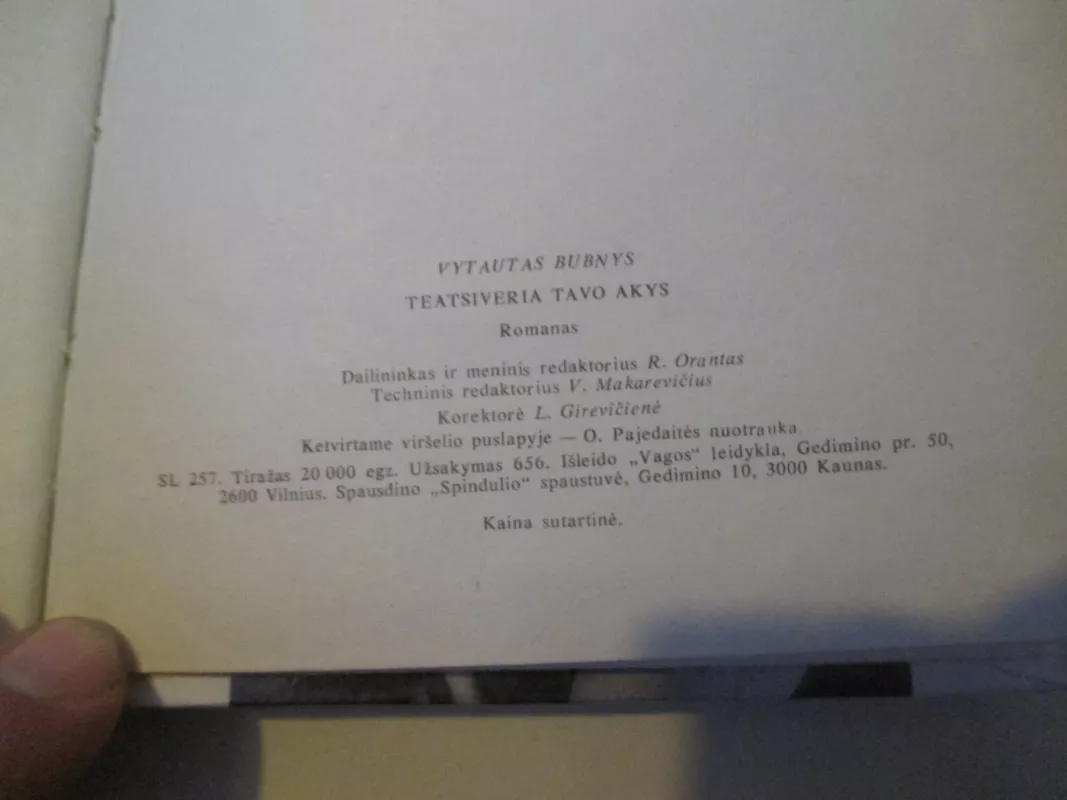 VYTAUTAS BUBNYS
TEATSIVERIA TAVO AKYS
Romanas
Dailininkas ir meninis redaktorius R. Orantas
Techninis redaktorius V. Makarevičius
Korektorė L. Girevičienė
Ketvirtame viršelio puslapyje — O. Pajedaitės nuotrauka
SL 257. Tiražas 20 000 egz. Užsakymas 656. Išleido „Vagos" leidykla, Gedimino pr. 50,
2600 Vilnius. Spausdino „Spindulio" spaustuvė, Gedimino 10, 3000 Kaunas.
Kaina sutartinė.